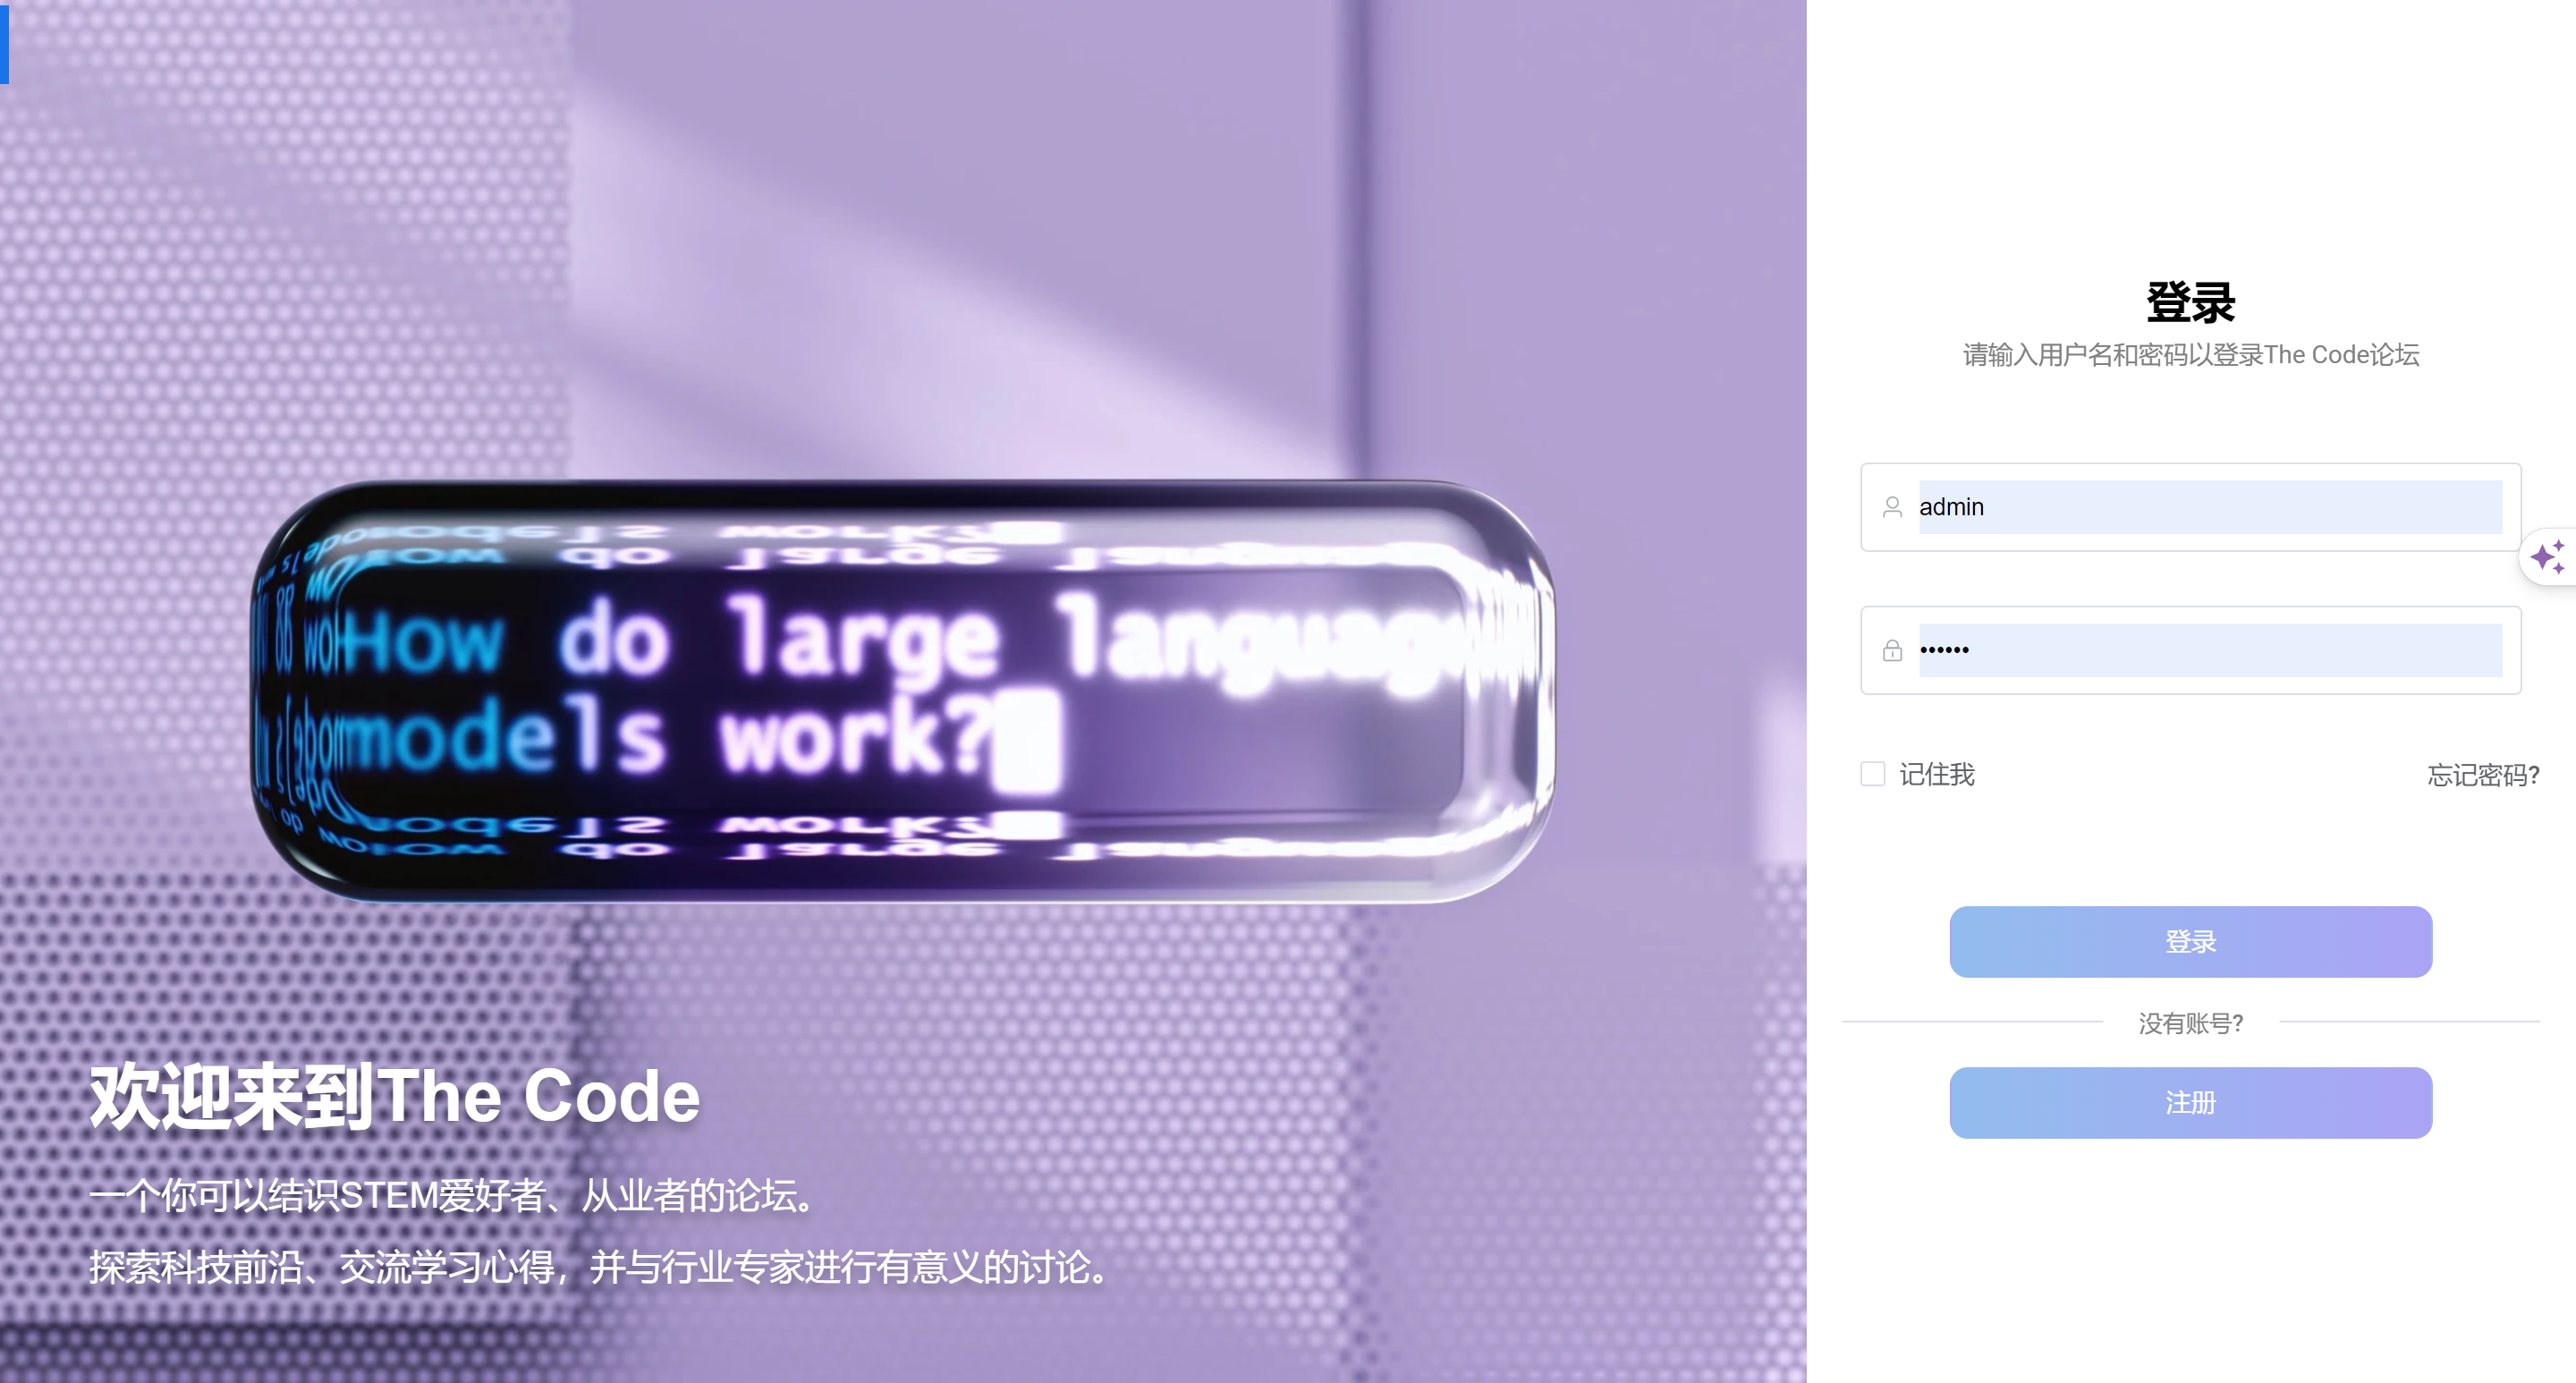 How do large language
models work?
欢迎来到The Code
一个你可以结识STEM爱好者、从业者的论坛。
探索科技前沿、交流学习心得，并与行业专家进行有意义的讨论。
登录
请输入用户名和密码以登录The Code论坛
admin
••••••
记住我
忘记密码?
登录
没有账号?
注册